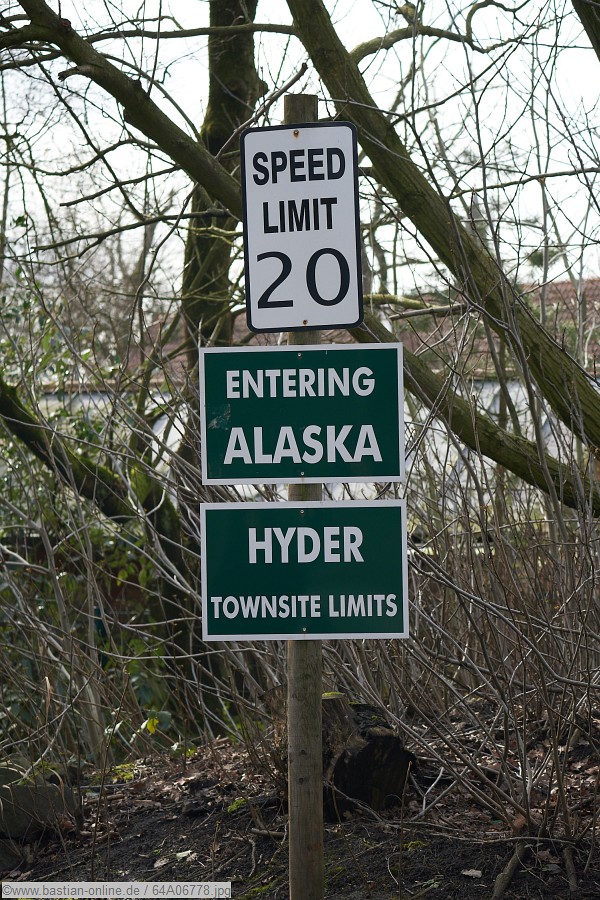 SPEED
LIMIT
20
ENTERING
ALASKA
HYDER
TOWNSITE LIMITS
©www.bastian-online.de / 64A06778.jpg